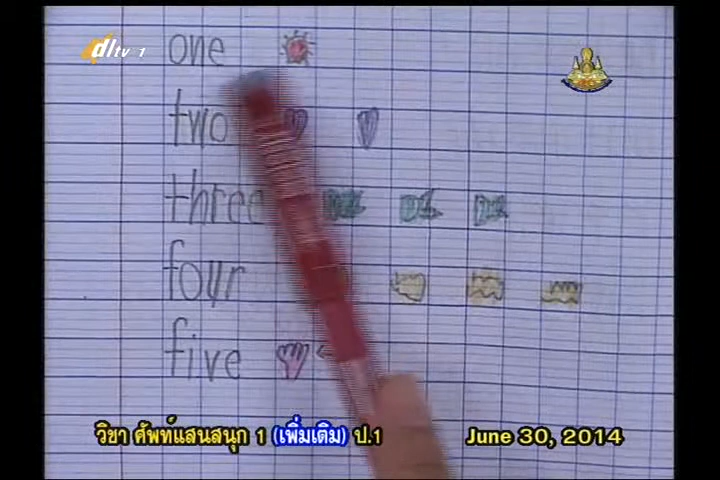 dltv 1
one
two
three
four
five
วิชา ศัพท์แสนสนุก 1 (เพิ่มเติม) ป.1
June 30, 2014